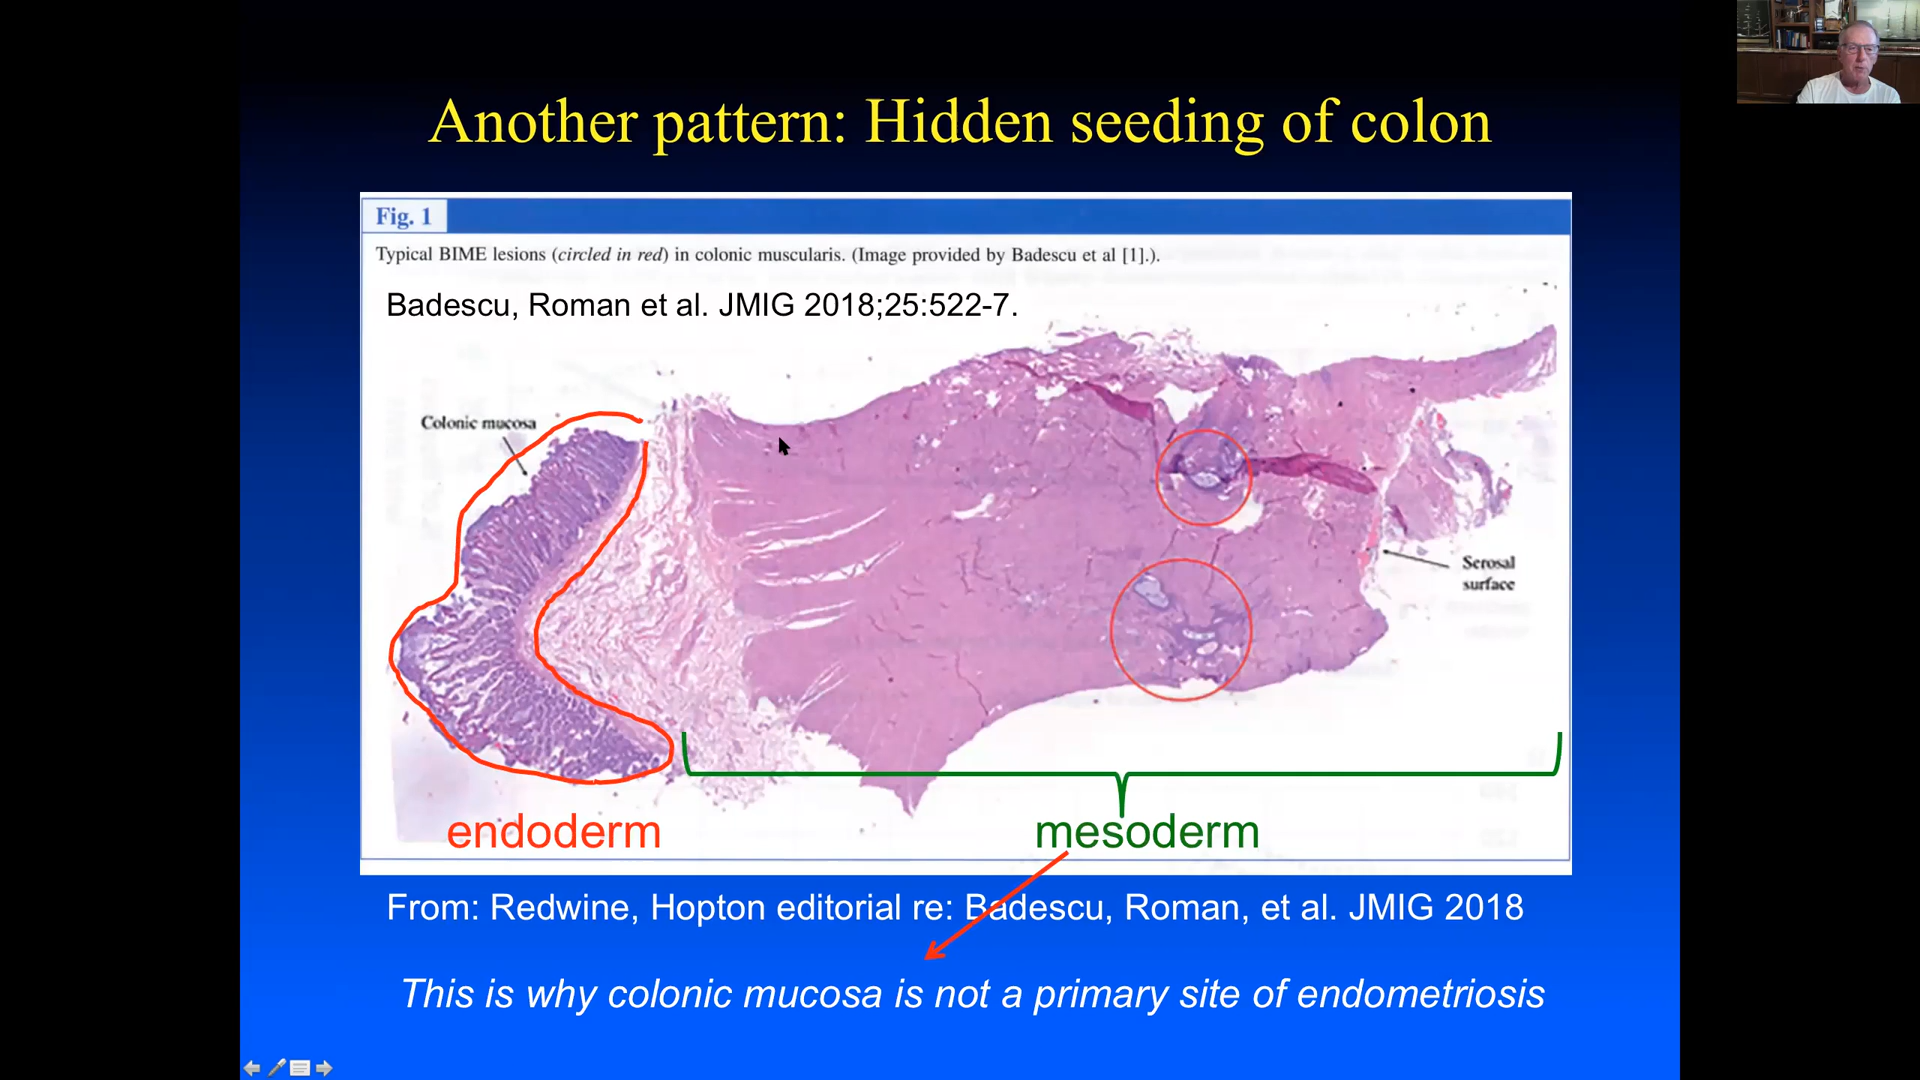 Another pattern: Hidden seeding of colon
Fig. 1
Typical BIME lesions (circled in red) in colonic muscularis. (Image provided by Badescu et al [1].).
Badescu, Roman et al. JMIG 2018;25:522-7.
Colonic mucosa
Serosal
surface
endoderm
mesoderm
From: Redwine, Hopton editorial re: Badescu, Roman, et al. JMIG 2018
This is why colonic mucosa is not a primary site of endometriosis